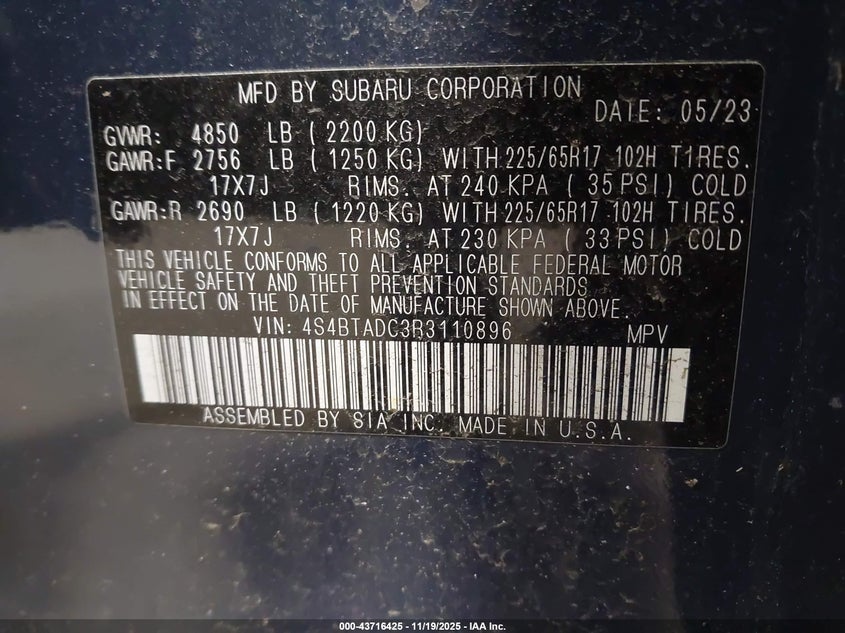 MFD BY SUBARU CORPORATION
DATE: 05/23
GVWR: 4850 LB ( 2200 KG)
GAWR:F 2756 LB ( 1250 KG) WITH 225/65R17 102H TIRES.
17X7J RIMS. AT 240 KPA ( 35 PSI) COLD
GAWR:R 2690 LB ( 1220 KG) WITH 225/65R17 102H TIRES.
17X7J RIMS. AT 230 KPA ( 33 PSI) COLD
THIS VEHICLE CONFORMS TO ALL APPLICABLE FEDERAL MOTOR
VEHICLE SAFETY AND THEFT PREVENTION STANDARDS
IN EFFECT ON THE DATE OF MANUFACTURE SHOWN ABOVE.
VIN: 4S4BTADC3R3110896 MPV
ASSEMBLED BY SIA INC. MADE IN U.S.A.
000-43716425 - 11/19/2025 - IAA Inc.